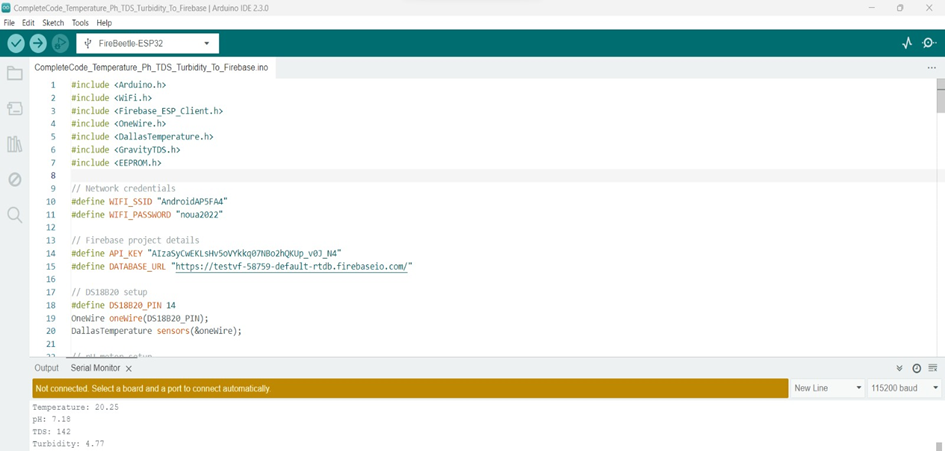 CompleteCode_Temperature_Ph_TDS_Turbidity_To_Firebase | Arduino IDE 2.3.0
File Edit Sketch Tools Help
FireBeetle-ESP32
CompleteCode_Temperature_Ph_TDS_Turbidity_To_Firebase.ino
1 #include <Arduino.h>
2 #include <WiFi.h>
3 #include <Firebase_ESP_Client.h>
4 #include <OneWire.h>
5 #include <DallasTemperature.h>
6 #include <GravityTDS.h>
7 #include <EEPROM.h>
8
9 // Network credentials
10 #define WIFI_SSID "AndroidAP5FA4"
11 #define WIFI_PASSWORD "noua2022"
12
13 // Firebase project details
14 #define API_KEY "AIzaSyCwEKLsHv5oVYkkq07NBo2hQKUp_v0J_N4"
15 #define DATABASE_URL "https://testvf-58759-default-rtdb.firebaseio.com/"
16
17 // DS18B20 setup
18 #define DS18B20_PIN 14
19 OneWire oneWire(DS18B20_PIN);
20 DallasTemperature sensors(&oneWire);
21
22 // pH meter setup
Output Serial Monitor
Not connected. Select a board and a port to connect automatically.
New Line 115200 baud
Temperature: 20.25
pH: 7.18
TDS: 142
Turbidity: 4.77